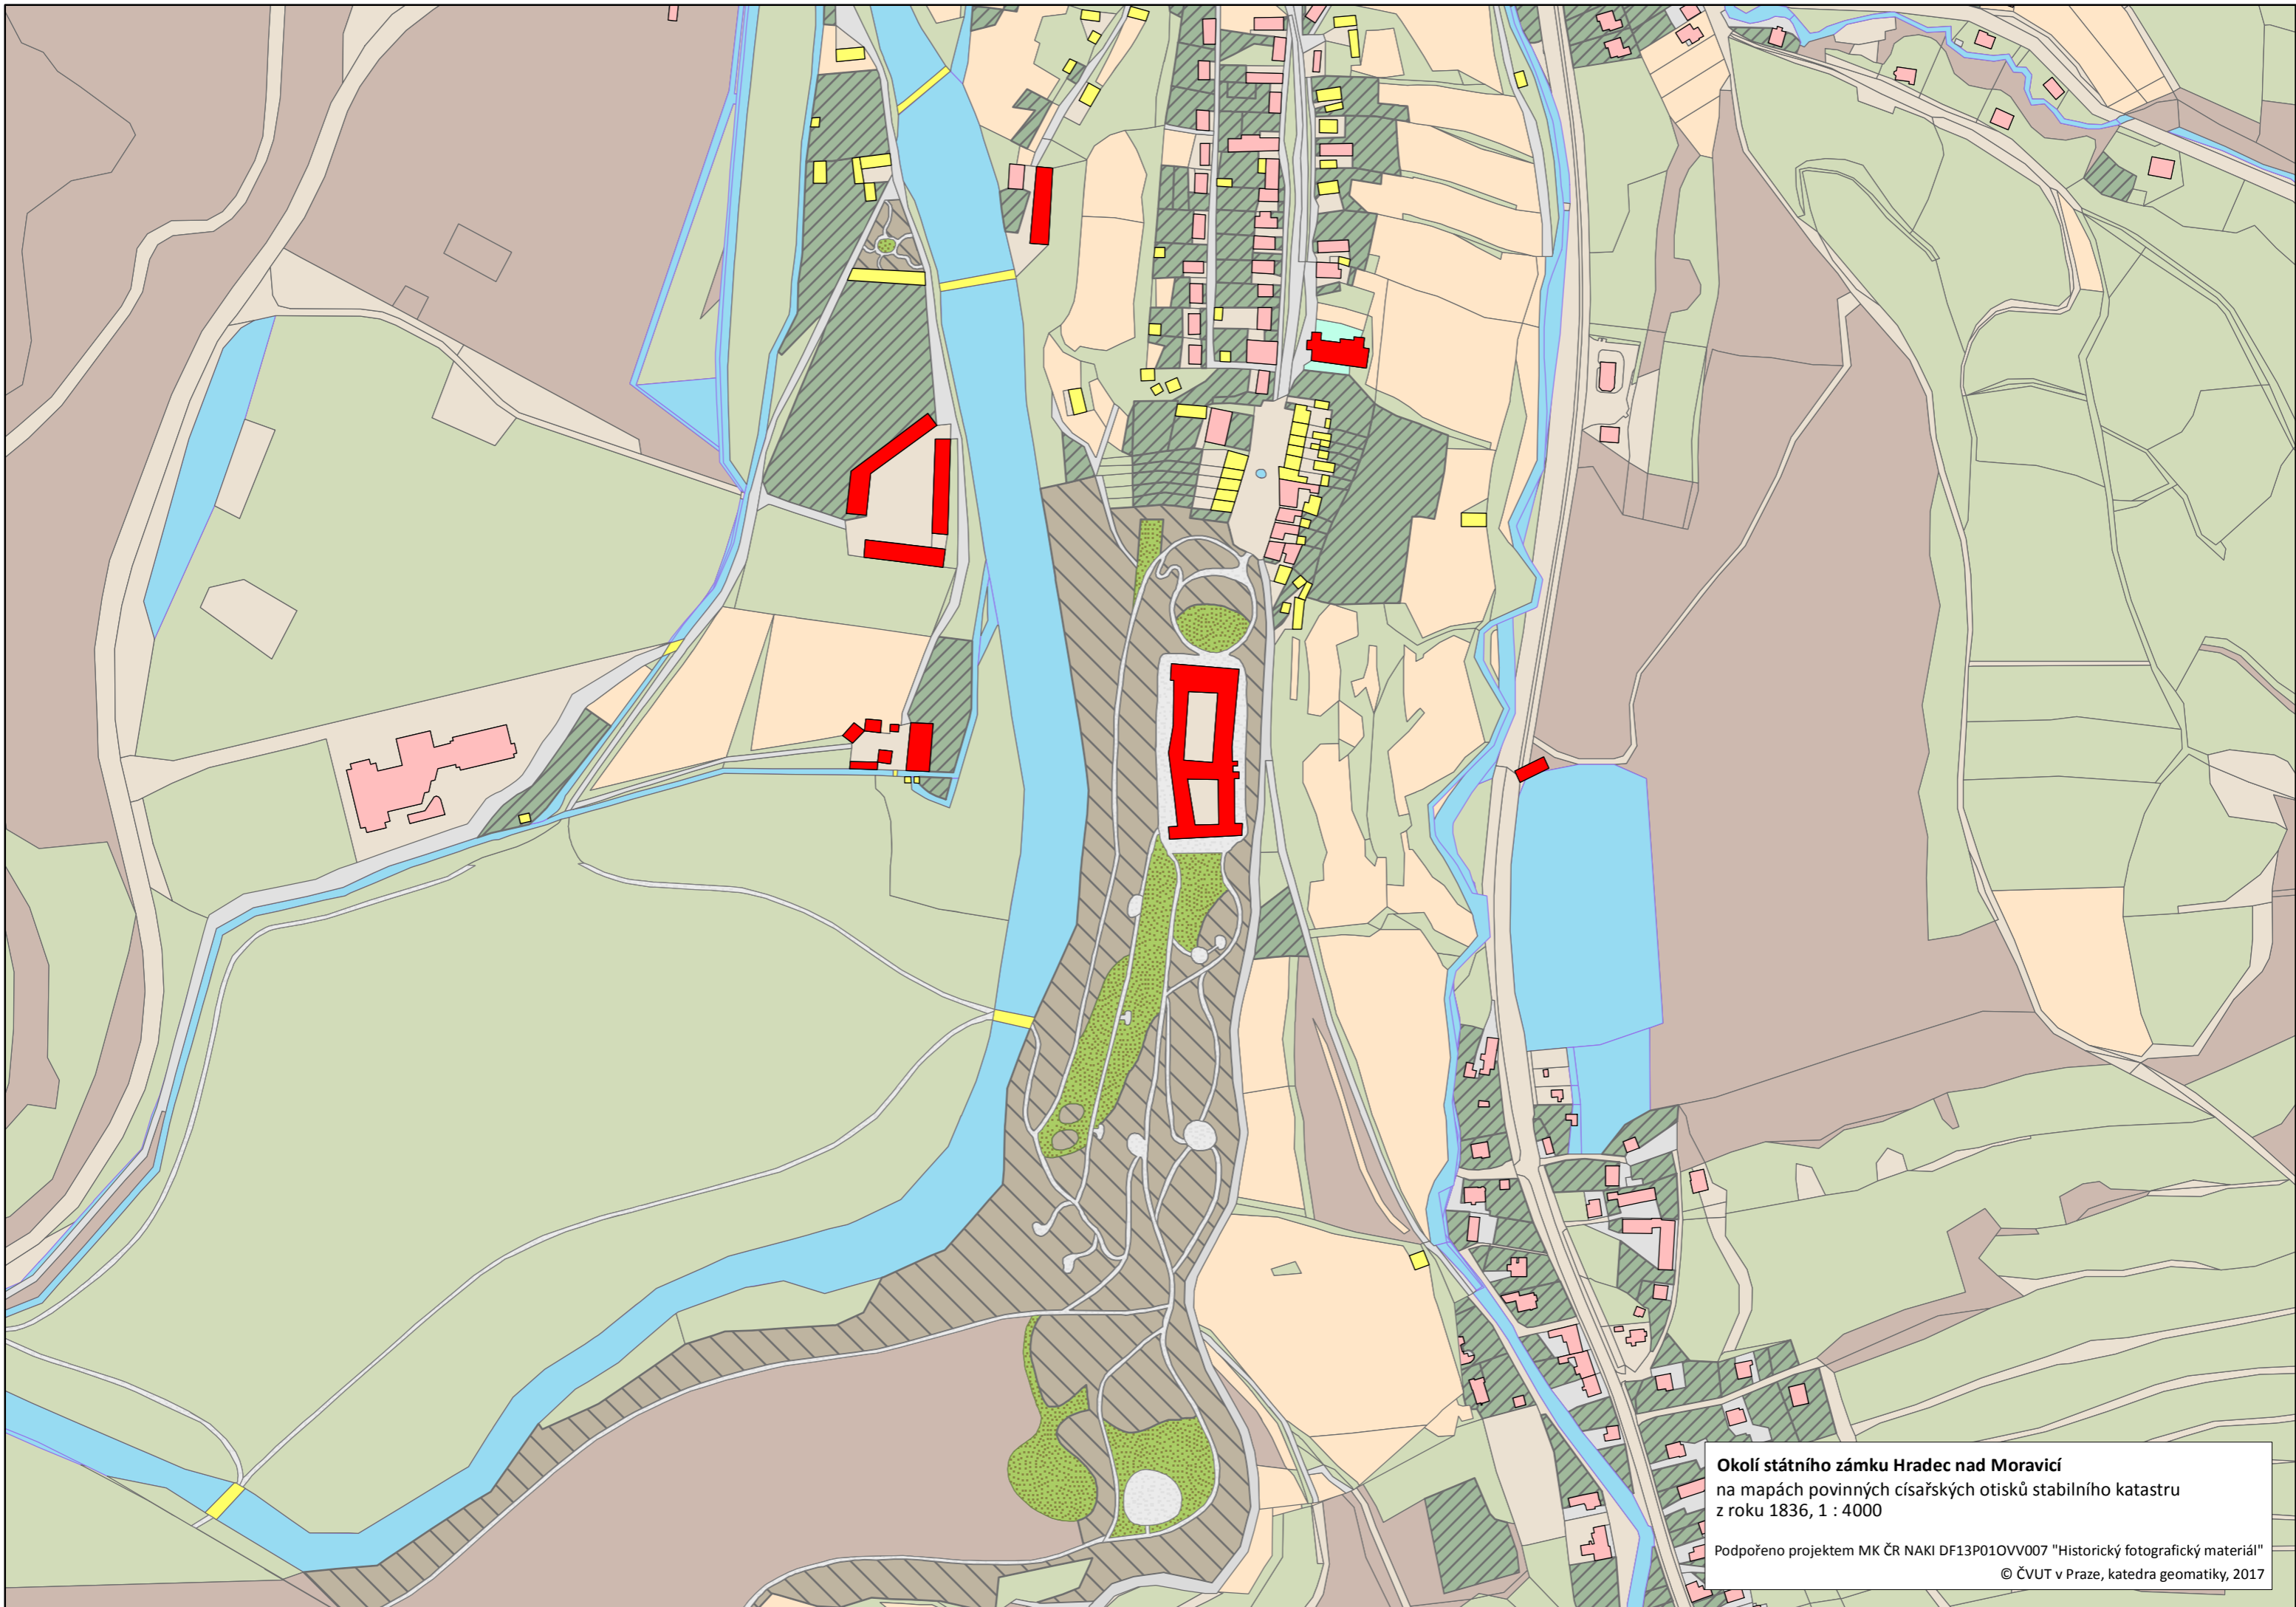 Okolí státního zámku Hradec nad Moravicí
na mapách povinných císařských otisků stabilního katastru
z roku 1836, 1 : 4000
Podpořeno projektem MK ČR NAKI DF13P01OVV007 "Historický fotografický materiál"
© ČVUT v Praze, katedra geomatiky, 2017